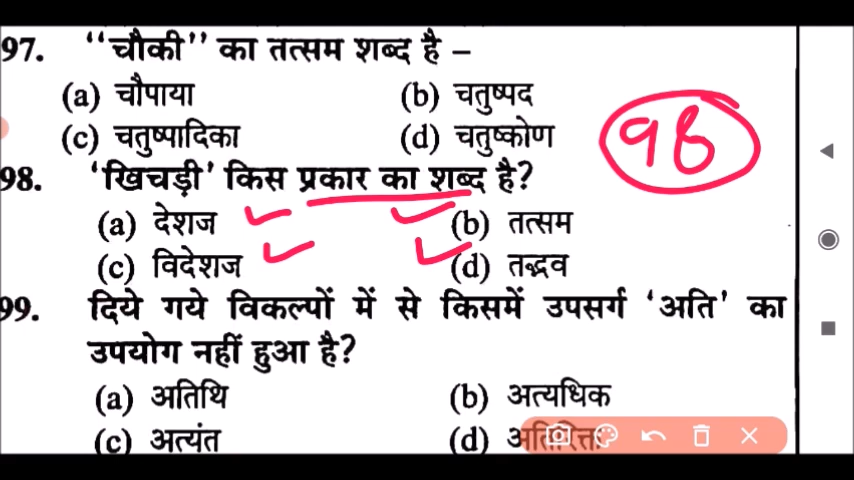 97. "चौकी" का तत्सम शब्द है –
(a) चौपाया (b) चतुष्पद
(c) चतुष्पादिका (d) चतुष्कोण
98
98. 'खिचड़ी' किस प्रकार का शब्द है?
(a) देशज (b) तत्सम
(c) विदेशज (d) तद्भव
99. दिये गये विकल्पों में से किसमें उपसर्ग 'अति' का
उपयोग नहीं हुआ है?
(a) अतिथि (b) अत्यधिक
(c) अत्यंत (d) अतिरिक्त